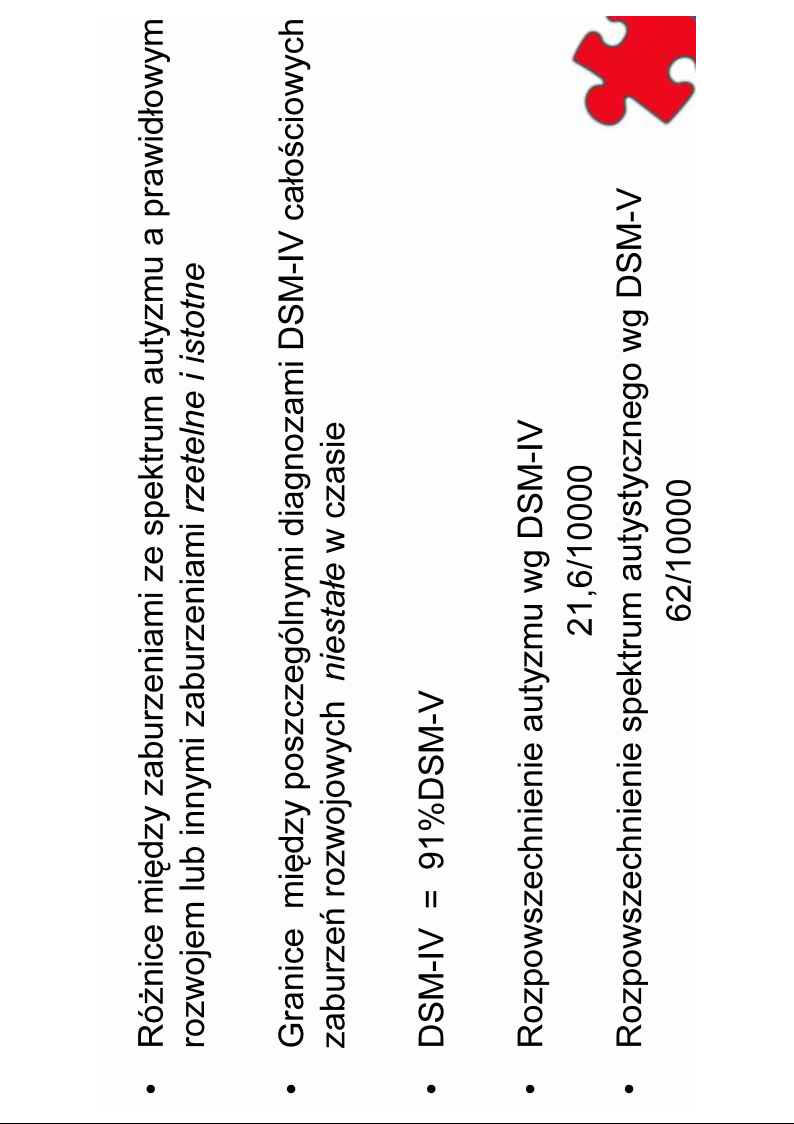 • Różnice między zaburzeniami ze spektrum autyzmu a prawidłowym
rozwojem lub innymi zaburzeniami rzetelne i istotne
• Granice między poszczególnymi diagnozami DSM-IV całościowych
zaburzeń rozwojowych niestałe w czasie
• DSM-IV = 91%DSM-V
• Rozpowszechnienie autyzmu wg DSM-IV
21,6/10000
• Rozpowszechnienie spektrum autystycznego wg DSM-V
62/10000